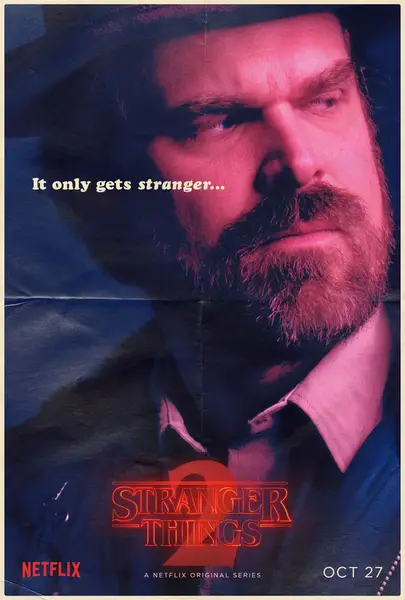 It only gets stranger...
2
STRANGER
THINGS
NETFLIX
A NETFLIX ORIGINAL SERIES
OCT 27